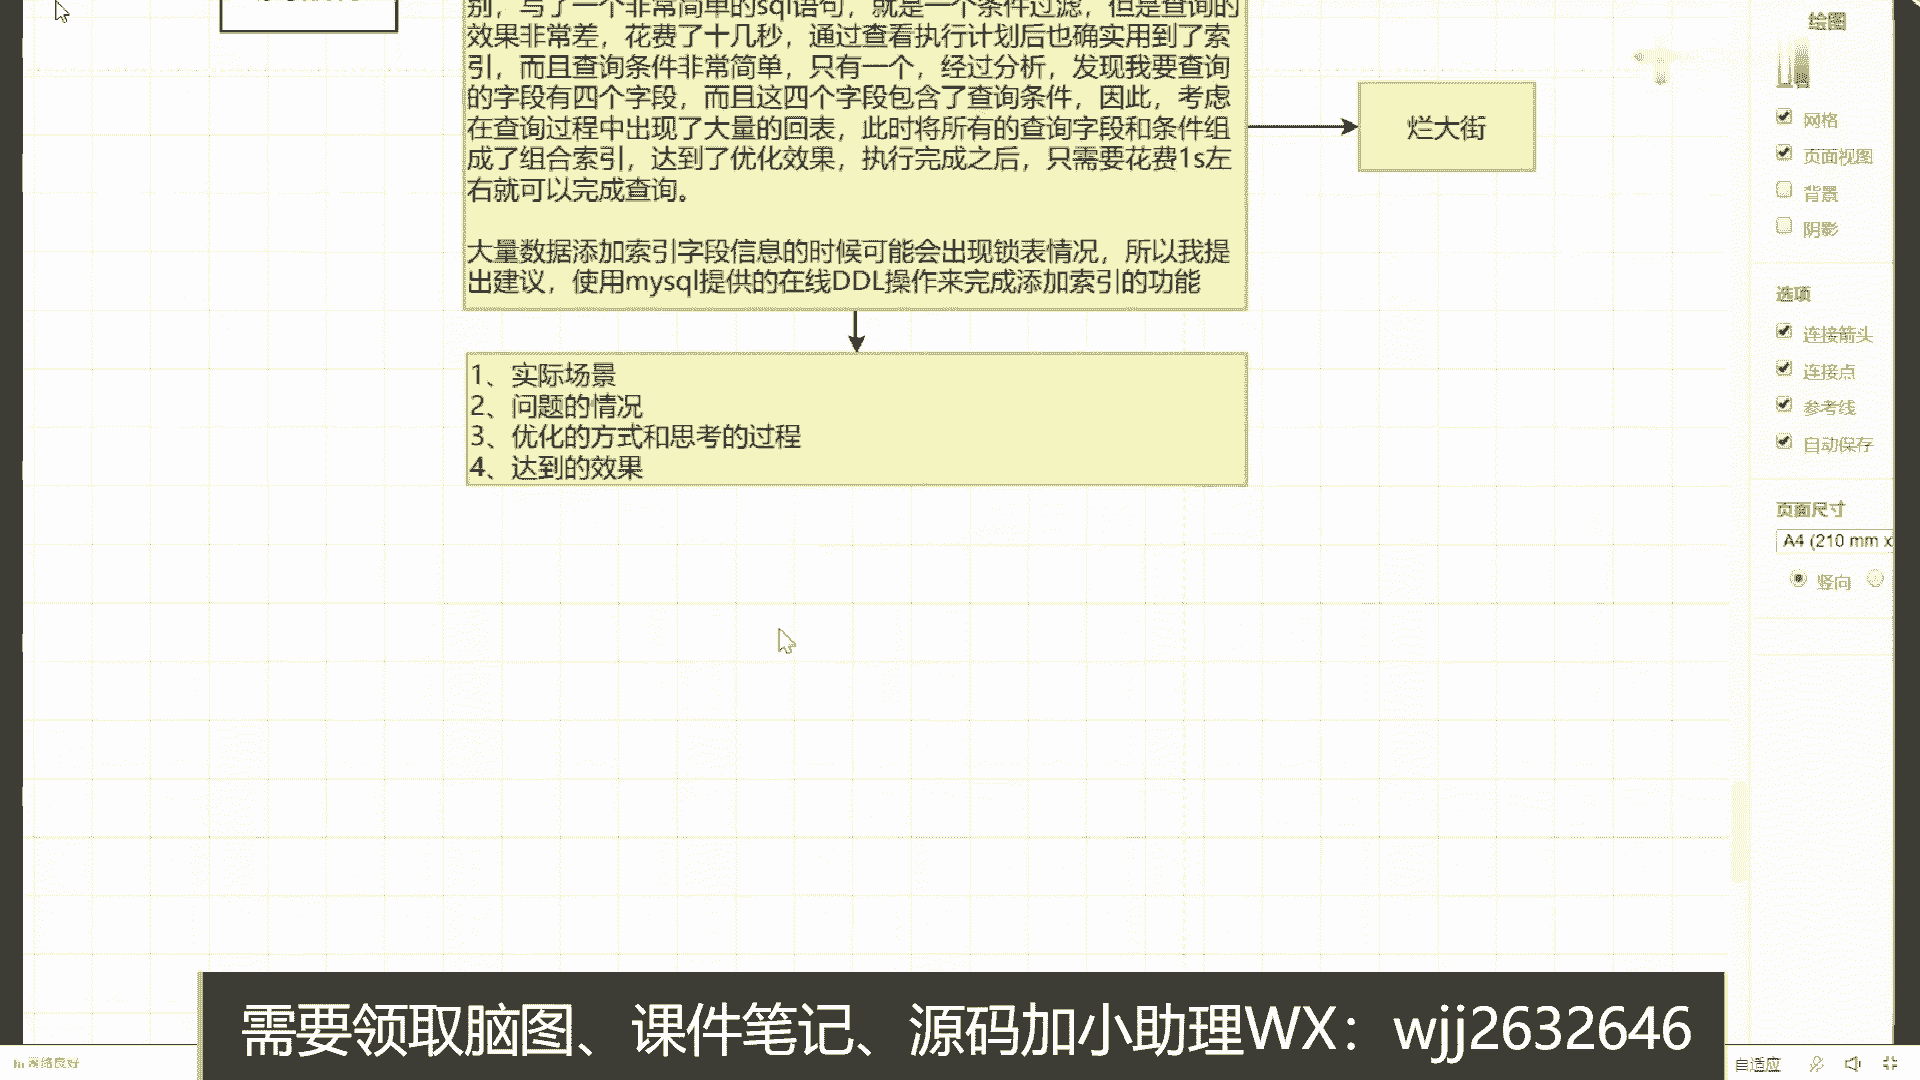 别，写了一个非常简单的sql语句，就是一个条件过滤，但是查询的
效果非常差，花费了十几秒，通过查看执行计划后也确实用到了索
引，而且查询条件非常简单，只有一个，经过分析，发现我要查询
的字段有四个字段，而且这四个字段包含了查询条件，因此，考虑
在查询过程中出现了大量的回表，此时将所有的查询字段和条件组
成了组合索引，达到了优化效果，执行完成之后，只需要花费1s左
右就可以完成查询。
大量数据添加索引字段信息的时候可能会出现锁表情况，所以我提
出建议，使用mysql提供的在线DDL操作来完成添加索引的功能
烂大街
1、实际场景
2、问题的情况
3、优化的方式和思考的过程
4、达到的效果
绘图
网格
页面视图
背景
阴影
选项
连接箭头
连接点
参考线
自动保存
页面尺寸
A4 (210 mm x
竖向
需要领取脑图、课件笔记、源码加小助理WX：wjj2632646
网络良好
自适应